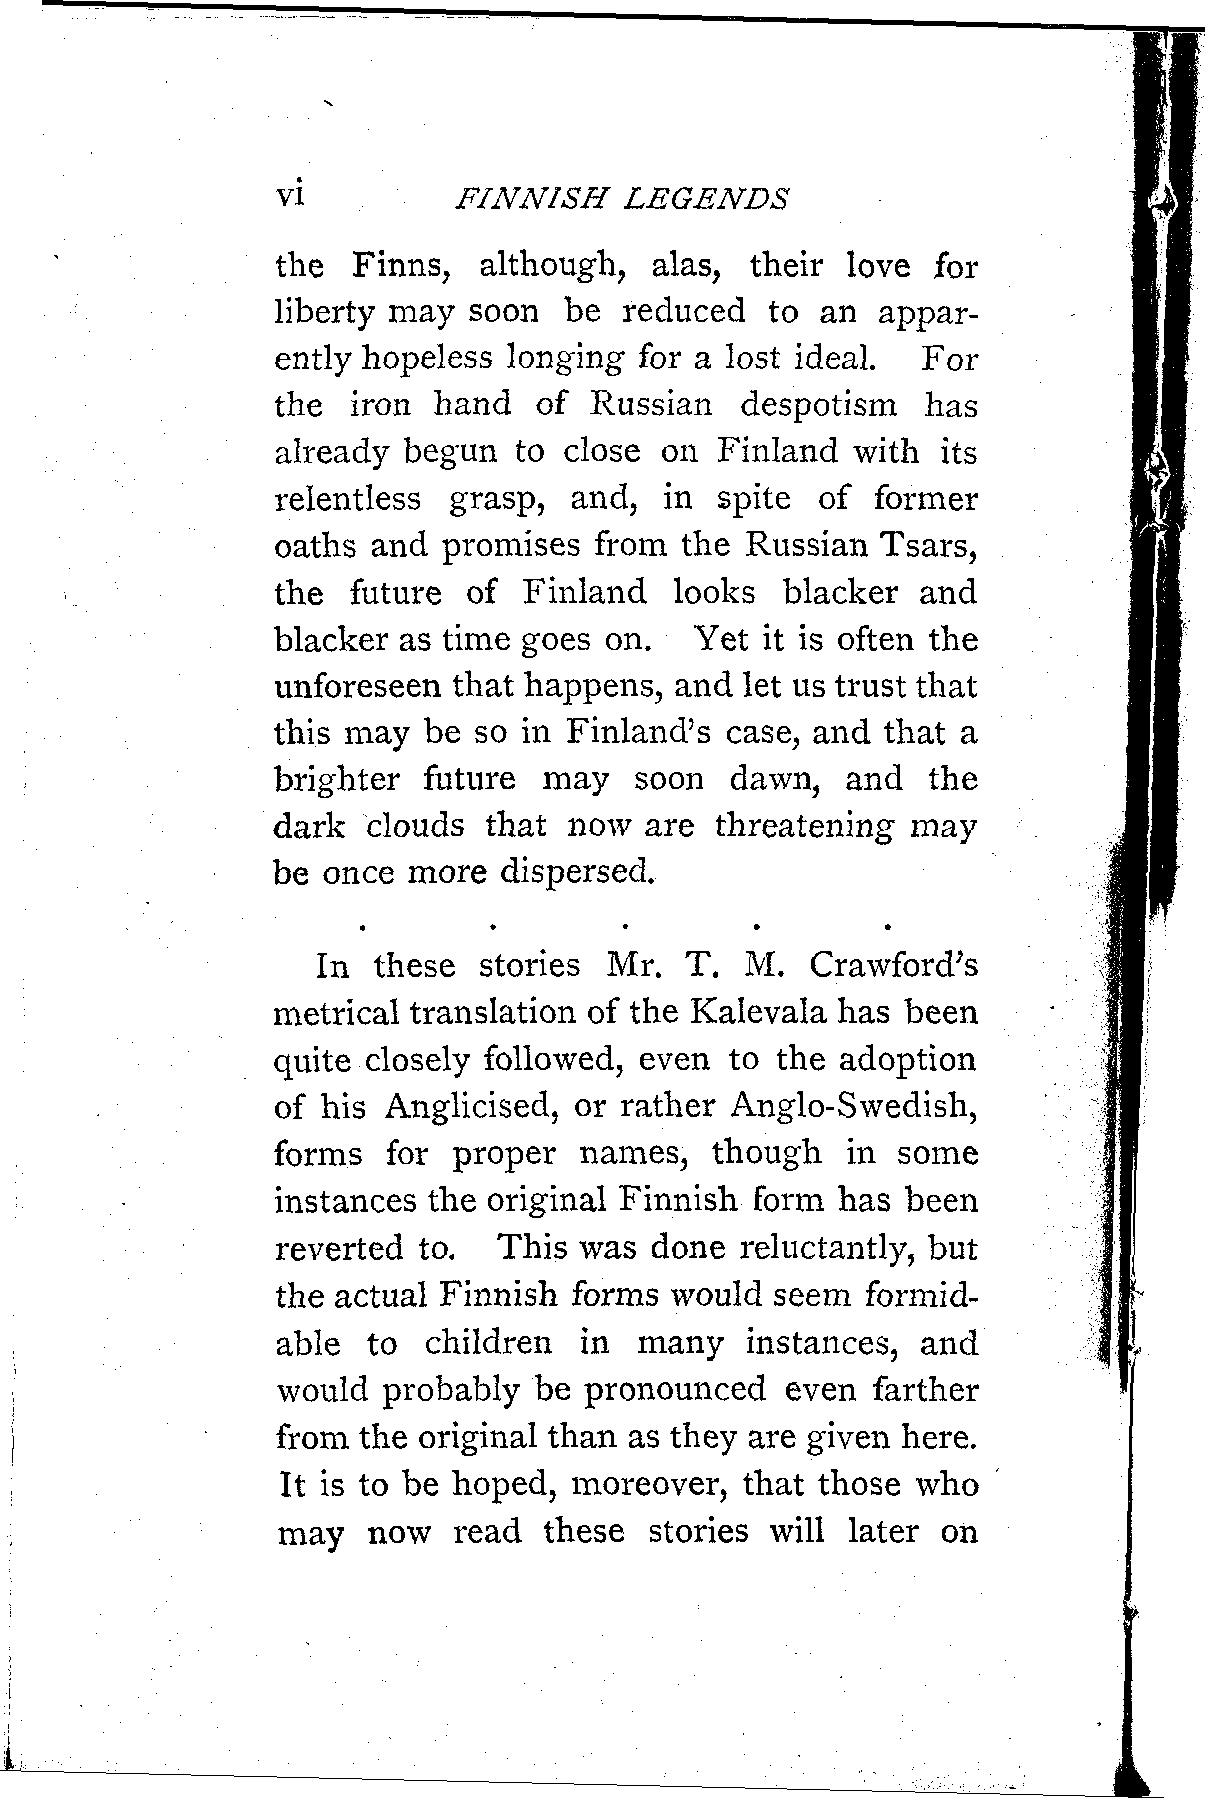 vi FINNISH LEGENDS
the Finns, although, alas, their love for
liberty may soon be reduced to an appar-
ently hopeless longing for a lost ideal. For
the iron hand of Russian despotism has
already begun to close on Finland with its
relentless grasp, and, in spite of former
oaths and promises from the Russian Tsars,
the future of Finland looks blacker and
blacker as time goes on. Yet it is often the
unforeseen that happens, and let us trust that
this may be so in Finland's case, and that a
brighter future may soon dawn, and the
dark clouds that now are threatening may
be once more dispersed.
. . . . .
In these stories Mr. T. M. Crawford's
metrical translation of the Kalevala has been
quite closely followed, even to the adoption
of his Anglicised, or rather Anglo-Swedish,
forms for proper names, though in some
instances the original Finnish form has been
reverted to. This was done reluctantly, but
the actual Finnish forms would seem formid-
able to children in many instances, and
would probably be pronounced even farther
from the original than as they are given here.
It is to be hoped, moreover, that those who
may now read these stories will later on